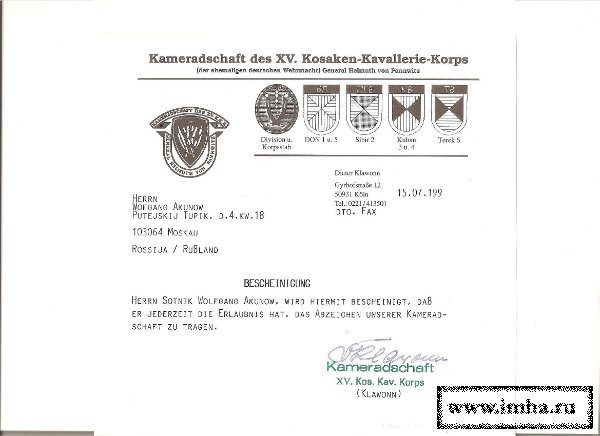 Kameradschaft des XV. Kosaken-Kavallerie-Korps
(der ehemaligen deutschen Wehrmacht) General Helmuth von Pannwitz
Division u.
Korpsstab
DON 1 u. 5
Sibir 2
Kuban
3 u. 4
Terek 6
Dieter Klawonn
Gyrhofstraße 12
50931 Köln
Tel.: 0221/413501
DTO. FAX
15.07.199
HERRN
WOLFGANG AKUNOW
PUTEJSKIJ TUPIK, D.4.KW.18
103064 MOSKAU
ROSSIJA / RUßLAND
BESCHEINIGUNG
HERRN SOTNIK WOLFGANG AKUNOW, WIRD HIERMIT BESCHEINIGT, DAß
ER JEDERZEIT DIE ERLAUBNIS HAT, DAS ABZEICHEN UNSERER KAMERAD-
SCHAFT ZU TRAGEN.
Kameradschaft
XV. Kos. Kav. Korps
(KLAWONN)
www.imha.ru